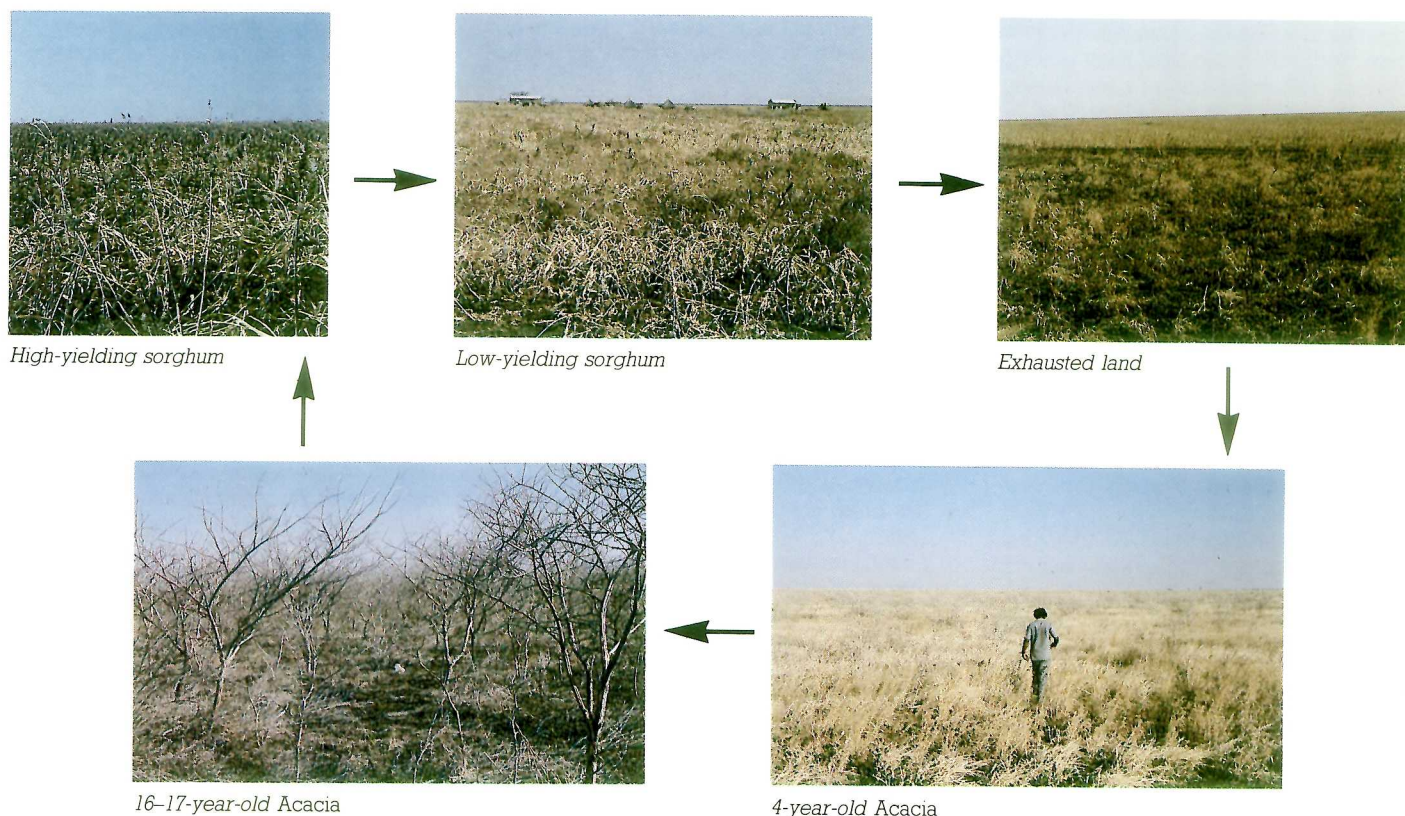 High-yielding sorghum
Low-yielding sorghum
Exhausted land
16–17-year-old Acacia
4-year-old Acacia